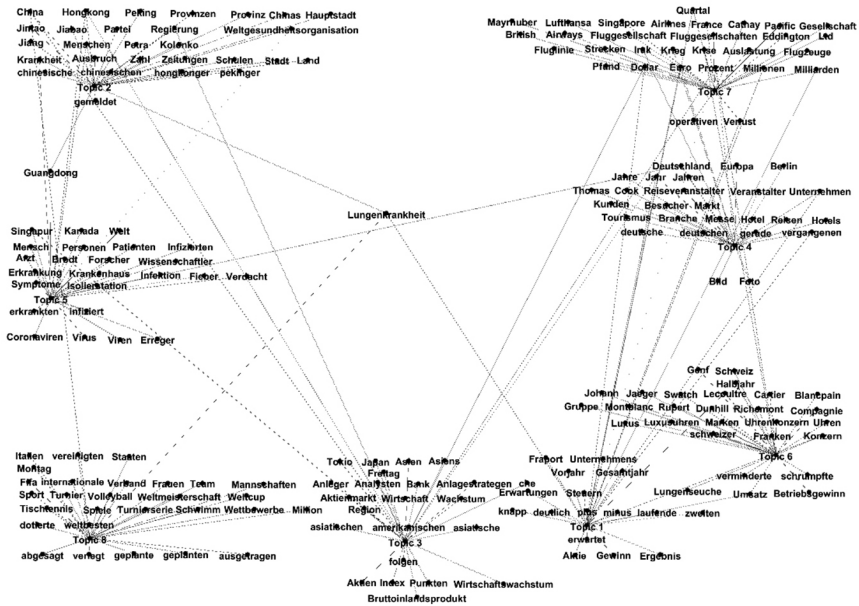 China Hongkong Peking Provinzen Provinz Chinas Hauptstadt
Jintao Jiabao Partei Regierung Weltgesundheitsorganisation
Jiang Menschen Petra Kolonko
Krankheit Ausbruch Zahl Zeitungen Schulen Stadt Land
chinesische chinesischen hongkonger pekinger
Topic 2
gemeldet
Guangdong
Quartal
Mayrhuber Lufthansa Singapore Airlines France Cathay Pacific Gesellschaft
British Airways Fluggesellschaft Fluggesellschaften Eddington Ltd
Fluglinie Strecken Irak Krieg Krise Auslastung Flugzeuge
Pfund Dollar Euro Prozent Millionen Milliarden
Topic 7
operativen Verlust
Deutschland Europa Berlin
Jahre Jahr Jahren
Thomas Cook Reiseveranstalter Veranstalter Unternehmen
Kunden Besucher Markt
Tourismus Branche Messe Hotel Reisen Hotels
deutsche deutschen gerade vergangenen
Topic 4
Bild Foto
Lungenkrankheit
Singapur Kanada Welt
Mensch Personen Patienten Infizierten
Arzt Brodt Forscher Wissenschaftler
Erkrankung Krankenhaus Infektion Fieber Verdacht
Symptome Isolierstation
Topic 5
erkrankten infiziert
Coronaviren Virus Viren Erreger
Genf Schweiz
Halbjahr
Johann Jaeger Swatch Lecoultre Cartier Blancpain
Gruppe Montblanc Rupert Dunhill Richemont Compagnie
Luxus Luxusuhren Marken Uhrenkonzern Uhren
schweizer Franken Konzern
Topic 6
verminderte schrumpfte
Lungenseuche Umsatz Betriebsgewinn
Italien vereinigten Staaten
Montag
Fifa internationale Verband Frauen Team Mannschaften
Sport Turnier Volleyball Weltmeisterschaft Weltcup
Tischtennis Spiele Turnierserie Schwimm Wettbewerbe Million
dotierte weltbesten
Topic 8
abgesagt verlegt geplante geplanten ausgetragen
Tokio Japan Asien Asiens
Freitag
Anleger Analysten Bank Anlagestrategen che
Aktienmarkt Wirtschaft Wachstum
Region
asiatischen amerikanischen asiatische
Topic 3
folgen
Aktien Index Punkten Wirtschaftswachstum
Bruttoinlandsprodukt
Fraport Unternehmens
Vorjahr Gesamtjahr
Erwartungen Steuern
knapp deutlich plus minus laufende zweiten
Topic 1
erwartet
Aktie Gewinn Ergebnis